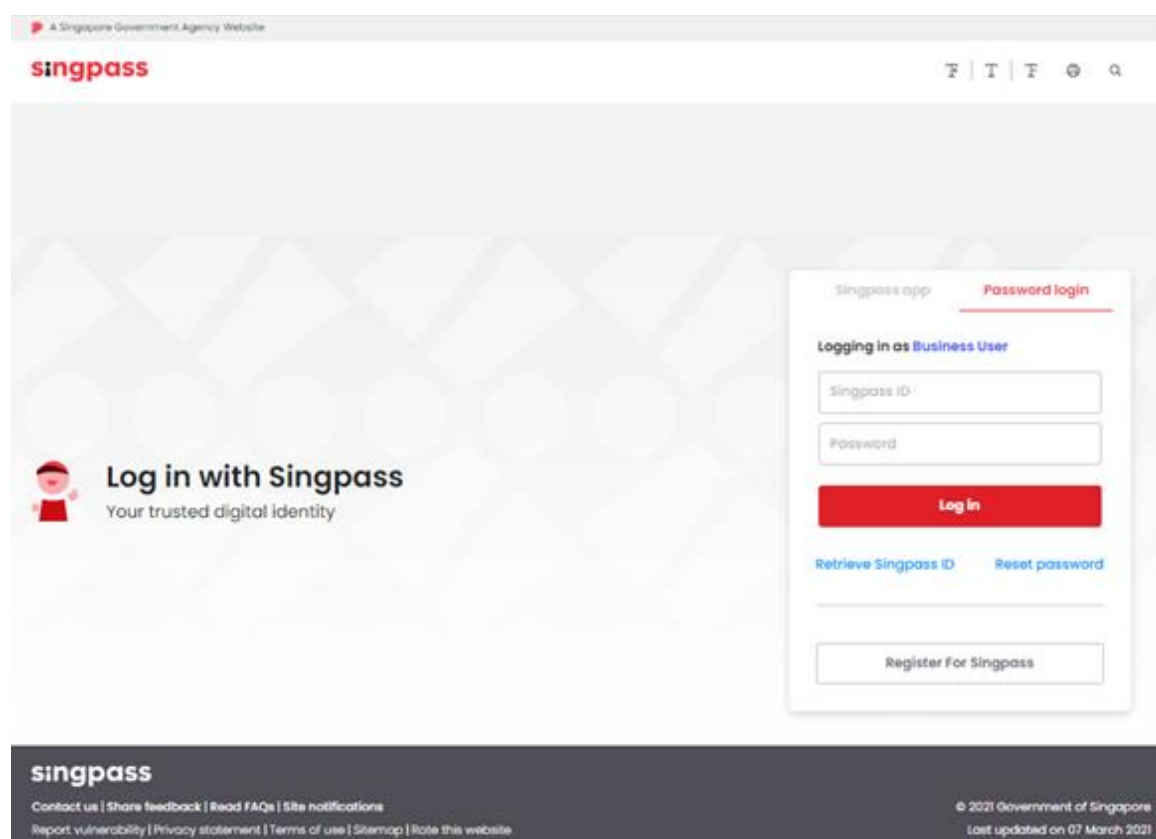 A Singapore Government Agency Website
singpass
T | T | T
Singpass app Password login
Logging in as Business User
Singpass ID
Password
Log in with Singpass
Your trusted digital identity
Log in
Retrieve Singpass ID Reset password
Register For Singpass
singpass
Contact us | Share feedback | Read FAQs | Site notifications
Report vulnerability | Privacy statement | Terms of use | Sitemap | Rate this website
© 2021 Government of Singapore
Last updated on 07 March 2021